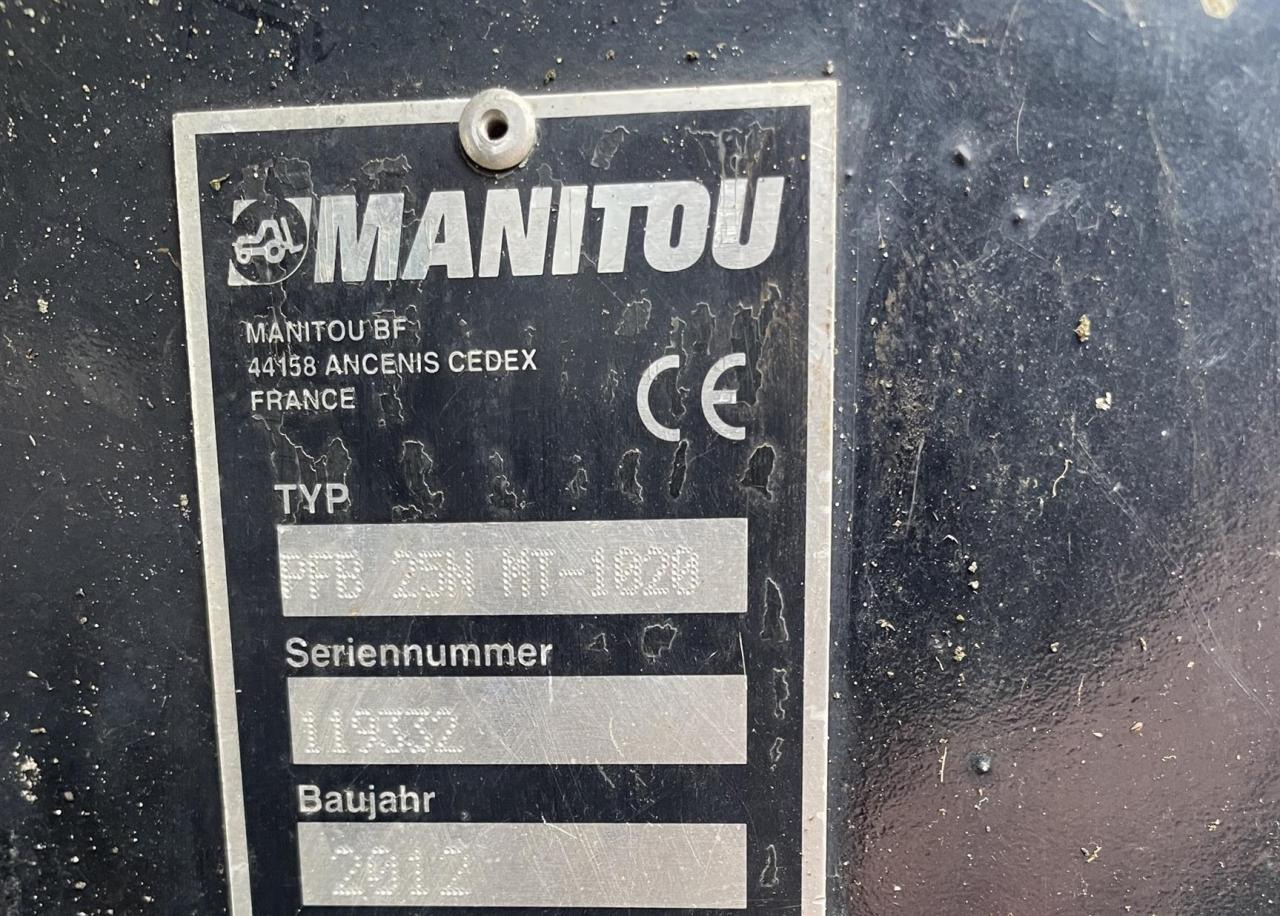 MANITOU
MANITOU BF
44158 ANCENIS CEDEX
FRANCE
CE
TYP
PFB 25N MT-1020
Seriennummer
119332
Baujahr
2012